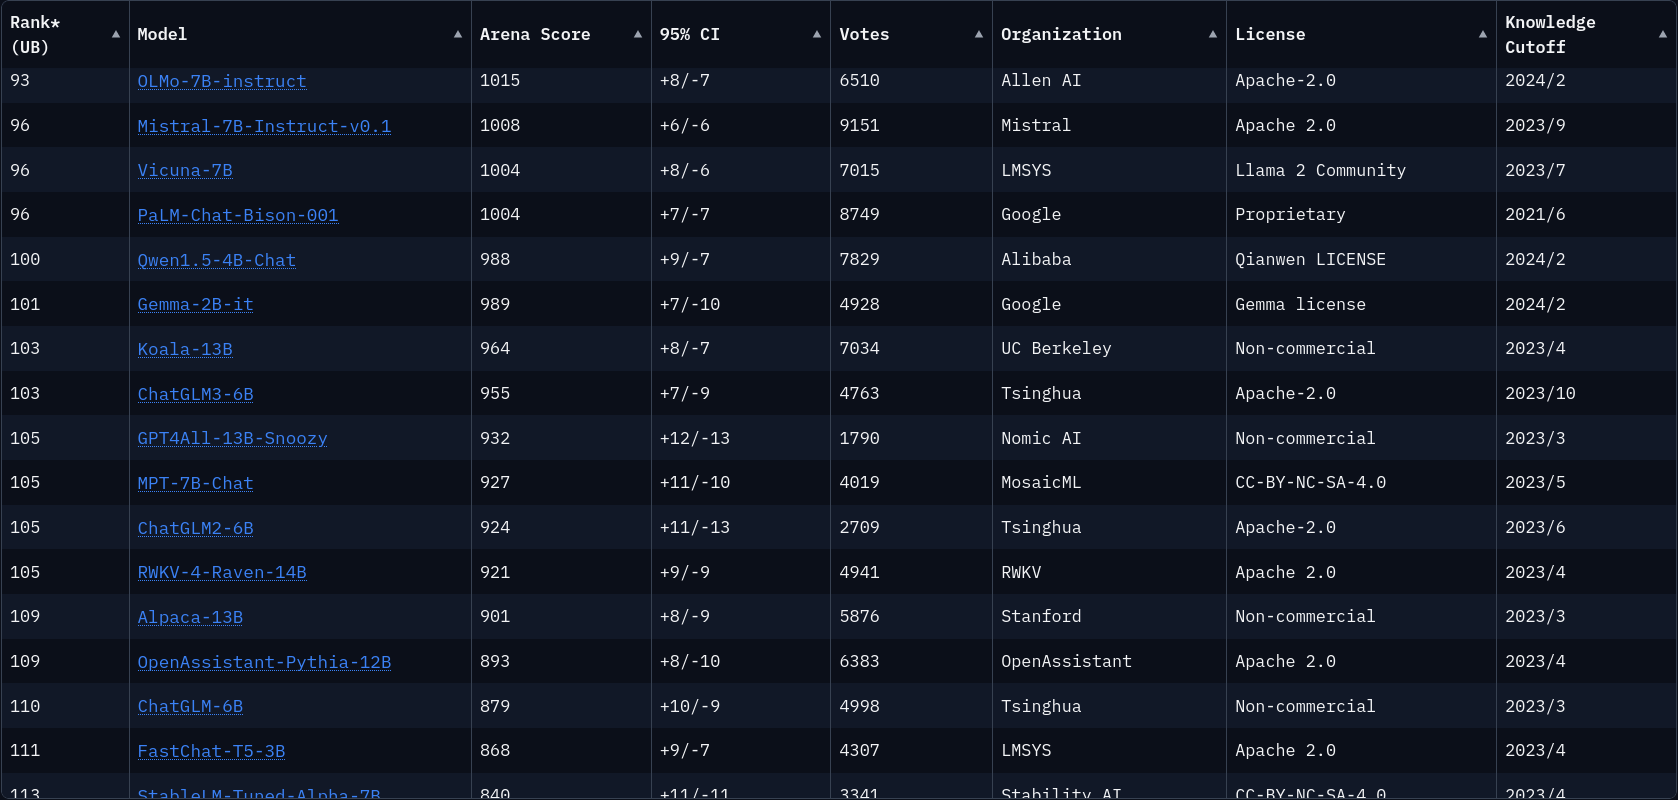 Rank* (UB) ▲ Model ▲ Arena Score ▲ 95% CI ▲ Votes ▲ Organization ▲ License ▲ Knowledge Cutoff ▲
93 OLMo-7B-instruct 1015 +8/-7 6510 Allen AI Apache-2.0 2024/2
96 Mistral-7B-Instruct-v0.1 1008 +6/-6 9151 Mistral Apache 2.0 2023/9
96 Vicuna-7B 1004 +8/-6 7015 LMSYS Llama 2 Community 2023/7
96 PaLM-Chat-Bison-001 1004 +7/-7 8749 Google Proprietary 2021/6
100 Qwen1.5-4B-Chat 988 +9/-7 7829 Alibaba Qianwen LICENSE 2024/2
101 Gemma-2B-it 989 +7/-10 4928 Google Gemma license 2024/2
103 Koala-13B 964 +8/-7 7034 UC Berkeley Non-commercial 2023/4
103 ChatGLM3-6B 955 +7/-9 4763 Tsinghua Apache-2.0 2023/10
105 GPT4All-13B-Snoozy 932 +12/-13 1790 Nomic AI Non-commercial 2023/3
105 MPT-7B-Chat 927 +11/-10 4019 MosaicML CC-BY-NC-SA-4.0 2023/5
105 ChatGLM2-6B 924 +11/-13 2709 Tsinghua Apache-2.0 2023/6
105 RWKV-4-Raven-14B 921 +9/-9 4941 RWKV Apache 2.0 2023/4
109 Alpaca-13B 901 +8/-9 5876 Stanford Non-commercial 2023/3
109 OpenAssistant-Pythia-12B 893 +8/-10 6383 OpenAssistant Apache 2.0 2023/4
110 ChatGLM-6B 879 +10/-9 4998 Tsinghua Non-commercial 2023/3
111 FastChat-T5-3B 868 +9/-7 4307 LMSYS Apache 2.0 2023/4
113 StableLM-Tuned-Alpha-7B 840 +11/-11 3341 Stability AI CC-BY-NC-SA-4.0 2023/4